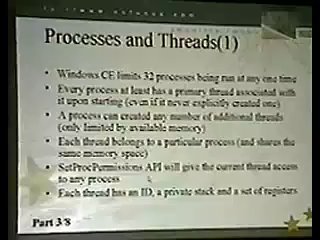 Processes and Threads(1)
• Windows CE limits 32 processes being run at any one time
• Every process at least has a primary thread associated with
it upon starting (even if it never explicitly created one)
• A process can created any number of additional threads
(only limited by available memory)
• Each thread belongs to a particular process (and shares the
same memory space)
• SetProcPermissions API will give the current thread access
to any process
• Each thread has an ID, a private stack and a set of registers
Part 3/8